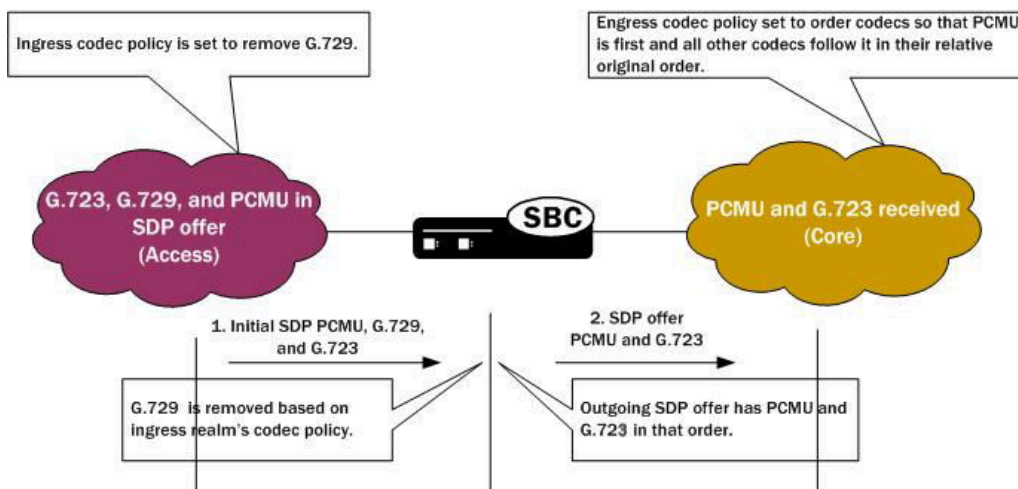 Ingress codec policy is set to remove G.729.
Engress codec policy set to order codecs so that PCMU
is first and all other codecs follow it in their relative
original order.
G.723, G.729, and PCMU in
SDP offer
(Access)
SBC
PCMU and G.723 received
(Core)
1. Initial SDP PCMU, G.729,
and G.723
2. SDP offer
PCMU and G.723
G.729 is removed based on
ingress realm's codec policy.
Outgoing SDP offer has PCMU and
G.723 in that order.